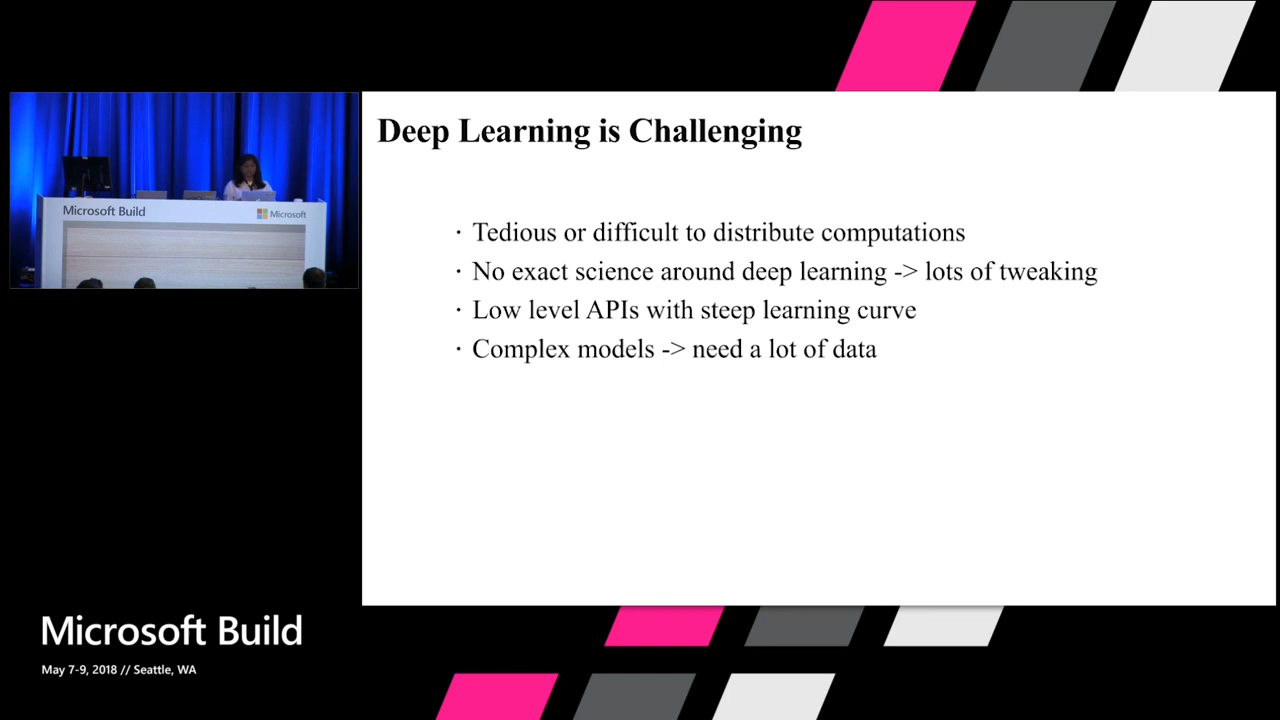 Deep Learning is Challenging
· Tedious or difficult to distribute computations
· No exact science around deep learning -> lots of tweaking
· Low level APIs with steep learning curve
· Complex models -> need a lot of data
Microsoft Build
Microsoft
Microsoft Build
May 7-9, 2018 // Seattle, WA